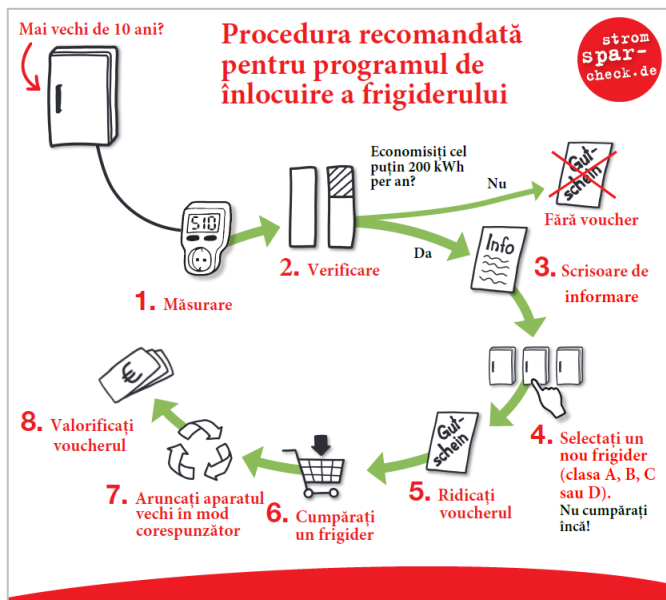 Mai vechi de 10 ani?
Procedura recomandată
pentru programul de
înlocuire a frigiderului
strom
spar-
check.de
Economisiți cel
puțin 200 kWh
per an?
Nu
Gut-
schein
Fără voucher
510
Da
Info
2. Verificare
3. Scrisoare de
informare
1. Măsurare
€
8. Valorificați
voucherul
Gut-
schein
4. Selectați un
nou frigider
(clasa A, B, C
sau D).
Nu cumpărați
încă!
5. Ridicați
voucherul
6. Cumpărați
un frigider
7. Aruncați aparatul
vechi în mod
corespunzător